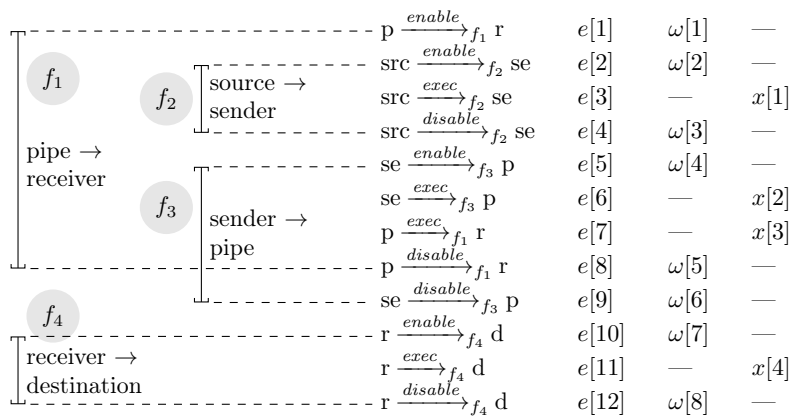 p enable→f1 r e[1] ω[1] —
f1
src enable→f2 se e[2] ω[2] —
f2
source →
sender
src exec→f2 se e[3] — x[1]
src disable→f2 se e[4] ω[3] —
pipe →
receiver
se enable→f3 p e[5] ω[4] —
f3
sender →
pipe
se exec→f3 p e[6] — x[2]
p exec→f1 r e[7] — x[3]
p disable→f1 r e[8] ω[5] —
se disable→f3 p e[9] ω[6] —
f4
r enable→f4 d e[10] ω[7] —
receiver →
destination
r exec→f4 d e[11] — x[4]
r disable→f4 d e[12] ω[8] —